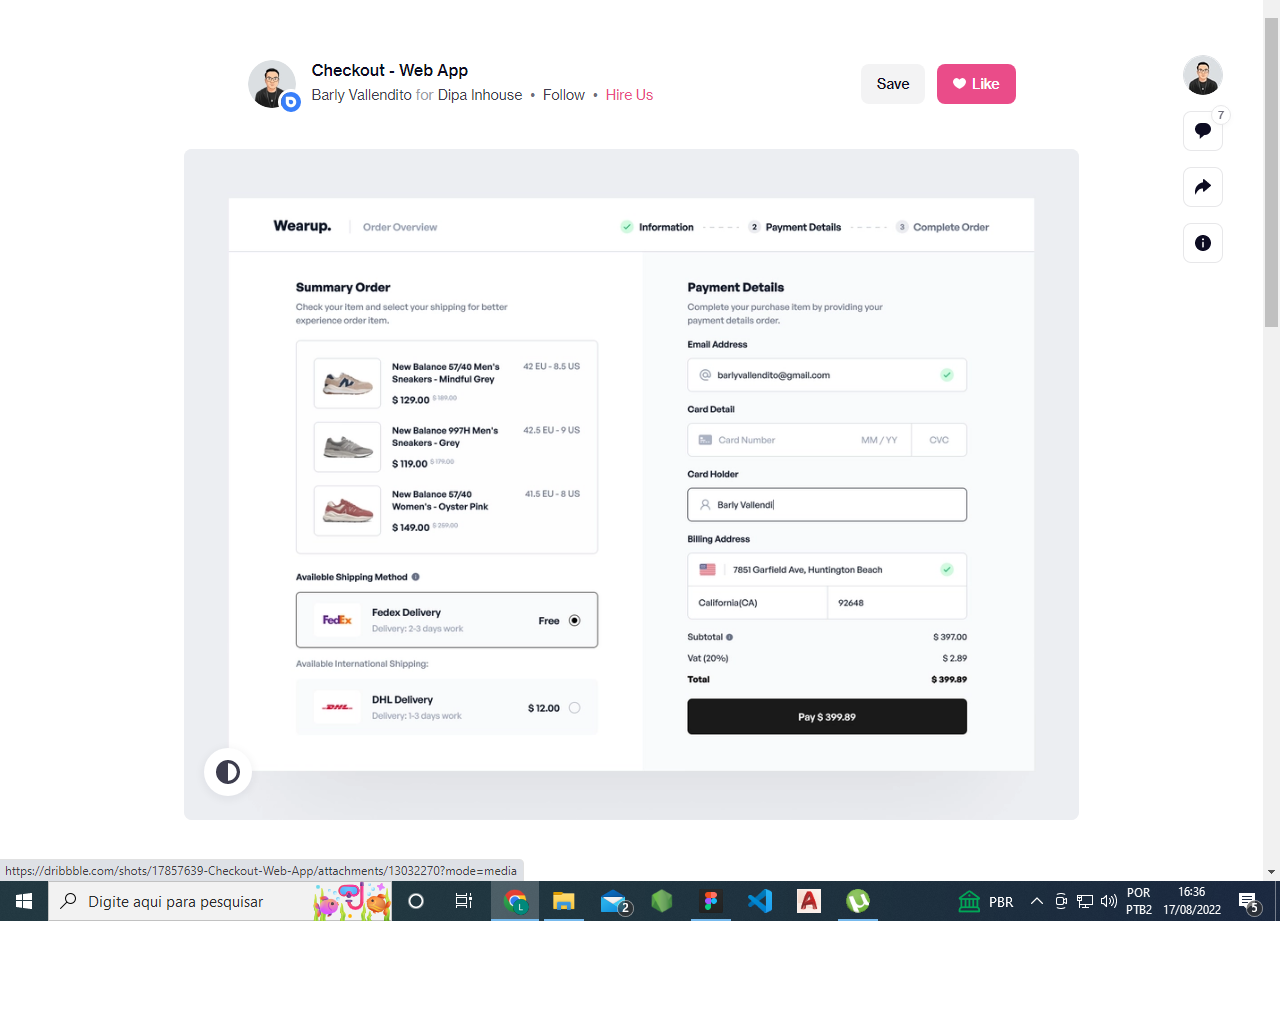 Checkout - Web App
Barly Vallendito for Dipa Inhouse • Follow • Hire Us
Save
Like
7
Wearup.
Order Overview
Information
2 Payment Details
3 Complete Order
Summary Order
Check your item and select your shipping for better
experience order item.
New Balance 57/40 Men's
Sneakers - Mindful Grey
42 EU - 8.5 US
$ 129.00 $ 189.00
New Balance 997H Men's
Sneakers - Grey
42.5 EU - 9 US
$ 119.00 $ 179.00
New Balance 57/40
Women's - Oyster Pink
41.5 EU - 8 US
$ 149.00 $ 259.00
Available Shipping Method
FedEx
Fedex Delivery
Delivery: 2-3 days work
Free
Available International Shipping:
DHL
DHL Delivery
Delivery: 1-3 days work
$ 12.00
Payment Details
Complete your purchase item by providing your
payment details order.
Email Address
barlyvallendito@gmail.com
Card Detail
Card Number
MM / YY
CVC
Card Holder
Barly Vallendi
Billing Address
7851 Garfield Ave, Huntington Beach
California(CA)
92648
Subtotal
$ 397.00
Vat (20%)
$ 2.89
Total
$ 399.89
Pay $ 399.89
https://dribbble.com/shots/17857639-Checkout-Web-App/attachments/13032270?mode=media
Digite aqui para pesquisar
L
2
A
PBR
POR
PTB2
16:36
17/08/2022
5